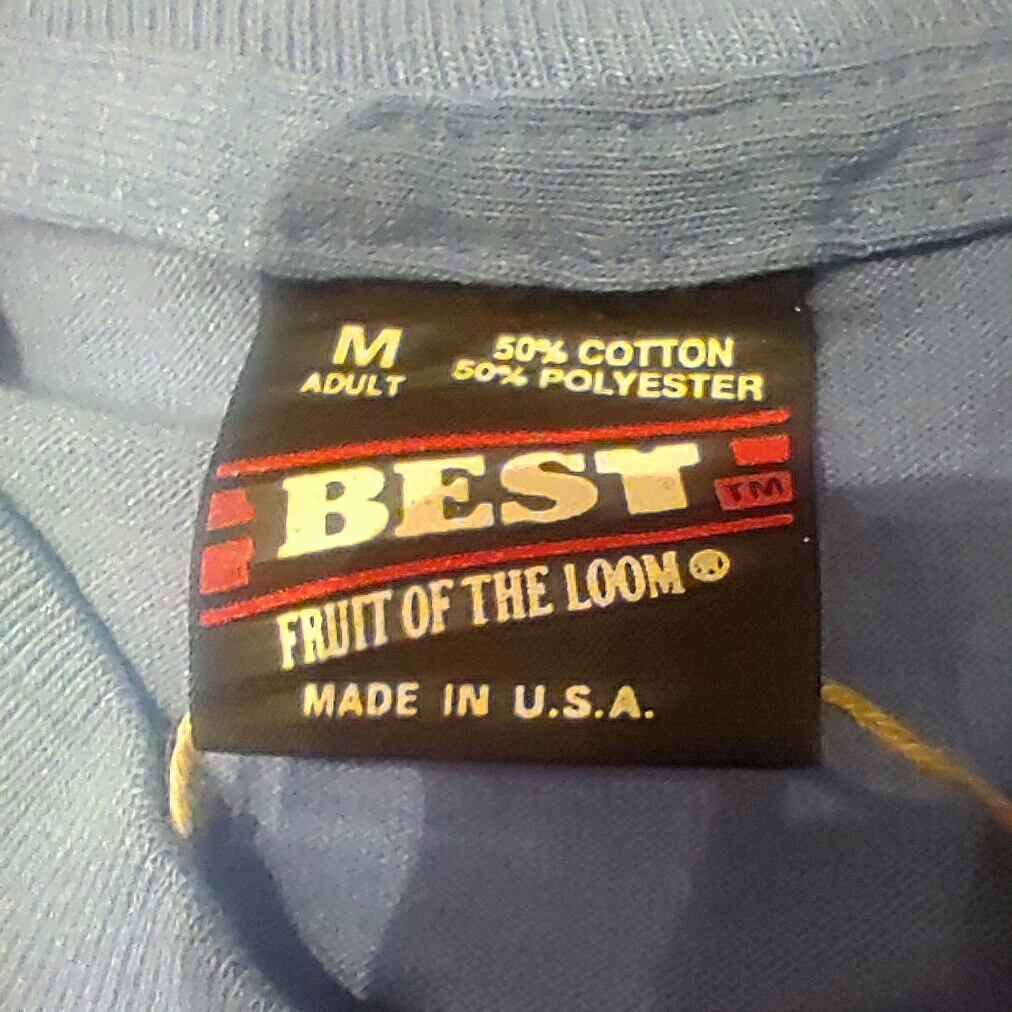 M
ADULT
50% COTTON
50% POLYESTER
BEST TM
FRUIT OF THE LOOM ®
MADE IN U.S.A.